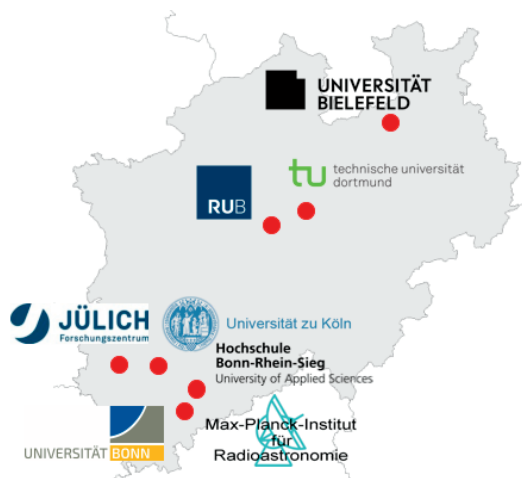 UNIVERSITÄT
BIELEFELD
tu technische universität
dortmund
RUB
JÜLICH
Forschungszentrum
Universität zu Köln
Hochschule
Bonn-Rhein-Sieg
University of Applied Sciences
Max-Planck-Institut
für
Radioastronomie
UNIVERSITÄT BONN